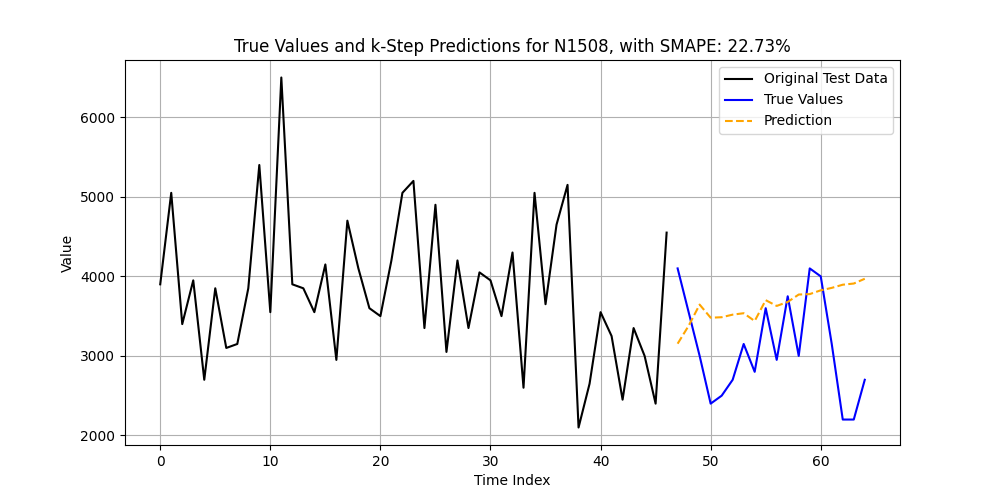 True Values and k-Step Predictions for N1508, with SMAPE: 22.73%
Original Test Data
True Values
Prediction
Value
6000
5000
4000
3000
2000
0 10 20 30 40 50 60
Time Index